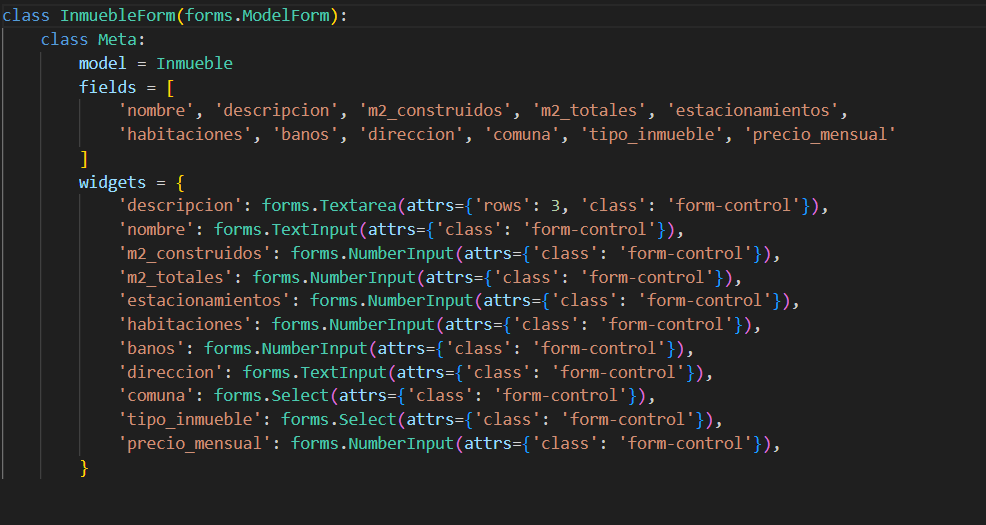 class InmuebleForm(forms.ModelForm):
    class Meta:
        model = Inmueble
        fields = [
            'nombre', 'descripcion', 'm2_construidos', 'm2_totales', 'estacionamientos',
            'habitaciones', 'banos', 'direccion', 'comuna', 'tipo_inmueble', 'precio_mensual'
        ]
        widgets = {
            'descripcion': forms.Textarea(attrs={'rows': 3, 'class': 'form-control'}),
            'nombre': forms.TextInput(attrs={'class': 'form-control'}),
            'm2_construidos': forms.NumberInput(attrs={'class': 'form-control'}),
            'm2_totales': forms.NumberInput(attrs={'class': 'form-control'}),
            'estacionamientos': forms.NumberInput(attrs={'class': 'form-control'}),
            'habitaciones': forms.NumberInput(attrs={'class': 'form-control'}),
            'banos': forms.NumberInput(attrs={'class': 'form-control'}),
            'direccion': forms.TextInput(attrs={'class': 'form-control'}),
            'comuna': forms.Select(attrs={'class': 'form-control'}),
            'tipo_inmueble': forms.Select(attrs={'class': 'form-control'}),
            'precio_mensual': forms.NumberInput(attrs={'class': 'form-control'}),
        }